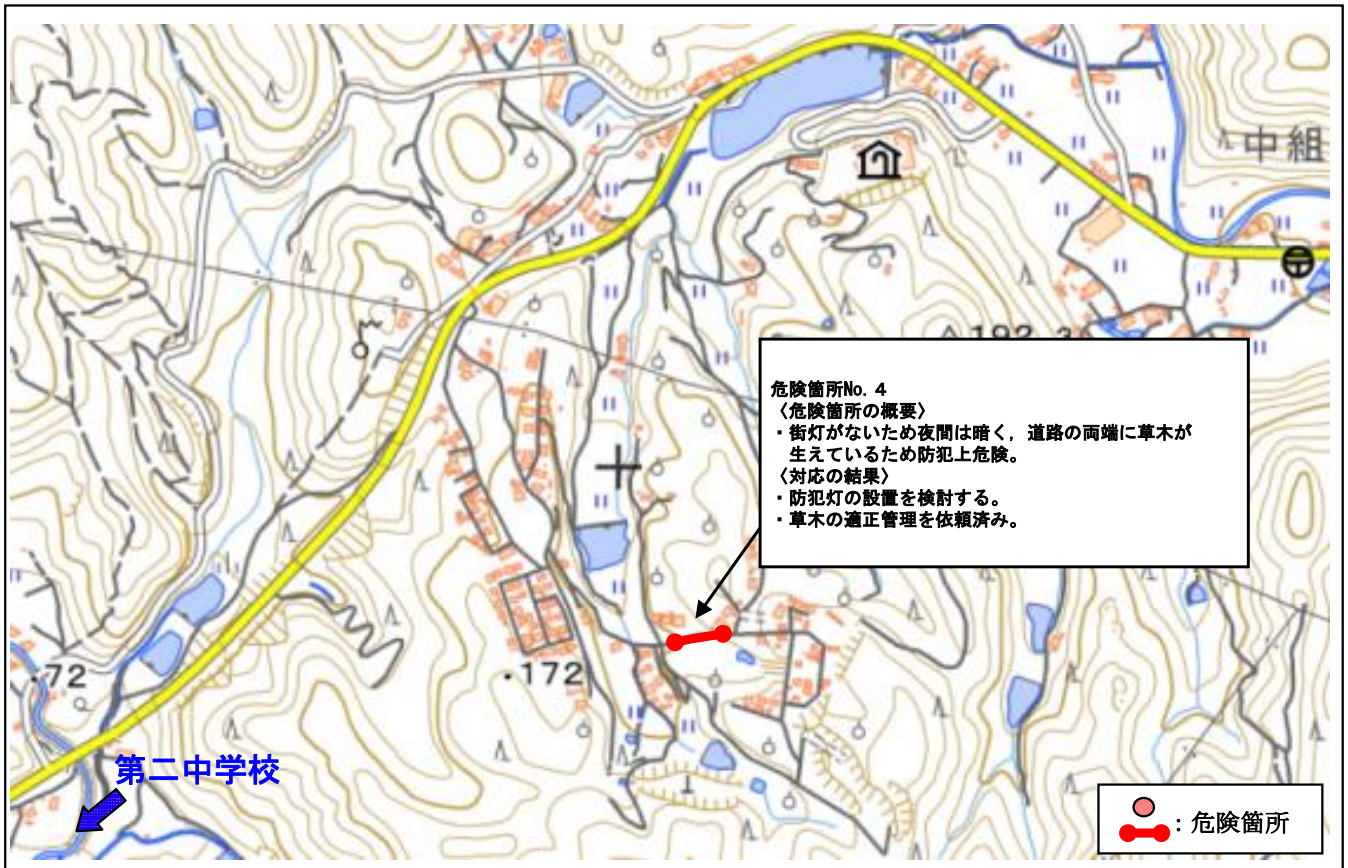 中組
192.3
危険箇所No. 4
〈危険箇所の概要〉
・街灯がないため夜間は暗く，道路の両端に草木が
生えているため防犯上危険。
〈対応の結果〉
・防犯灯の設置を検討する。
・草木の適正管理を依頼済み。
72
・172
第二中学校
：危険箇所